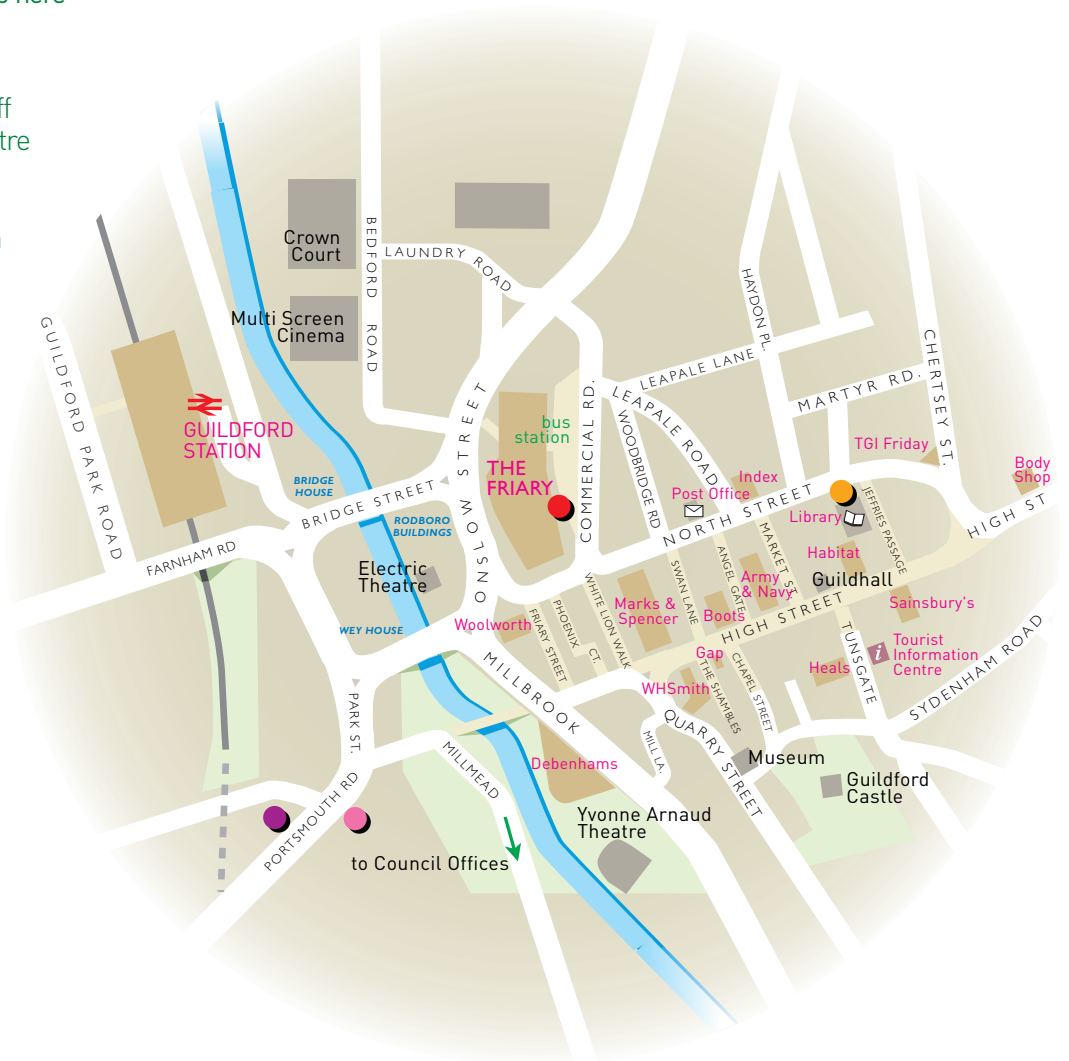 ff
tre
Crown
Court
Multi Screen
Cinema
BEDFORD ROAD
LAUNDRY ROAD
GUILDFORD PARK ROAD
GUILDFORD
STATION
BRIDGE
HOUSE
BRIDGE STREET
RODBORO
BUILDINGS
FARNHAM RD
Electric
Theatre
WEY HOUSE
ONSLOW STREET
bus
station
THE
FRIARY
COMMERCIAL RD.
WOODBRIDGE RD
LEAPALE ROAD
LEAPALE LANE
HAYDON PL.
MARTYR RD.
CHERTSEY ST.
TGI Friday
Body
Shop
HIGH ST
Index
Post Office
NORTH STREET
Library
JEFFRIES PASSAGE
Habitat
Guildhall
MARKET ST.
ANGEL GATE
SWAN LANE
Army
& Navy
Boots
Marks &
Spencer
HIGH STREET
Sainsbury's
Woolworth
FRIARY STREET
PHOENIX CT.
WHITE LION WALK
Gap
WHSmith
THE SHAMBLES
CHAPEL STREET
Heals
TUNSGATE
i
Tourist
Information
Centre
SYDENHAM ROAD
MILLBROOK
QUARRY STREET
MILL LA.
Museum
Guildford
Castle
Debenhams
Yvonne Arnaud
Theatre
PARK ST.
MILLMEAD
PORTSMOUTH RD
to Council Offices